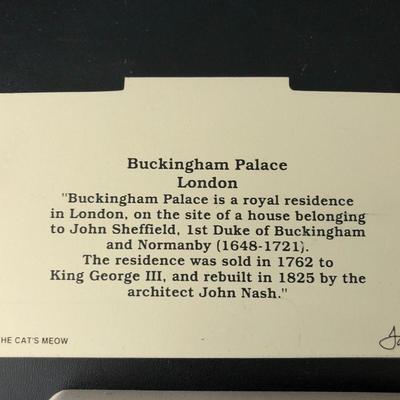 Buckingham Palace
London
"Buckingham Palace is a royal residence
in London, on the site of a house belonging
to John Sheffield, 1st Duke of Buckingham
and Normanby (1648-1721).
The residence was sold in 1762 to
King George III, and rebuilt in 1825 by the
architect John Nash."
THE CAT'S MEOW